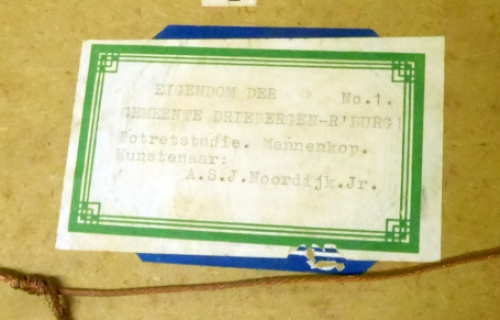 EIGENDOM DER No.1.
GEMEENTE DRIEBERGEN-R'BURG!
Potretstudie. Mannenkop.
Kunstenaar:
A.S.J.Noordijk.Jr.